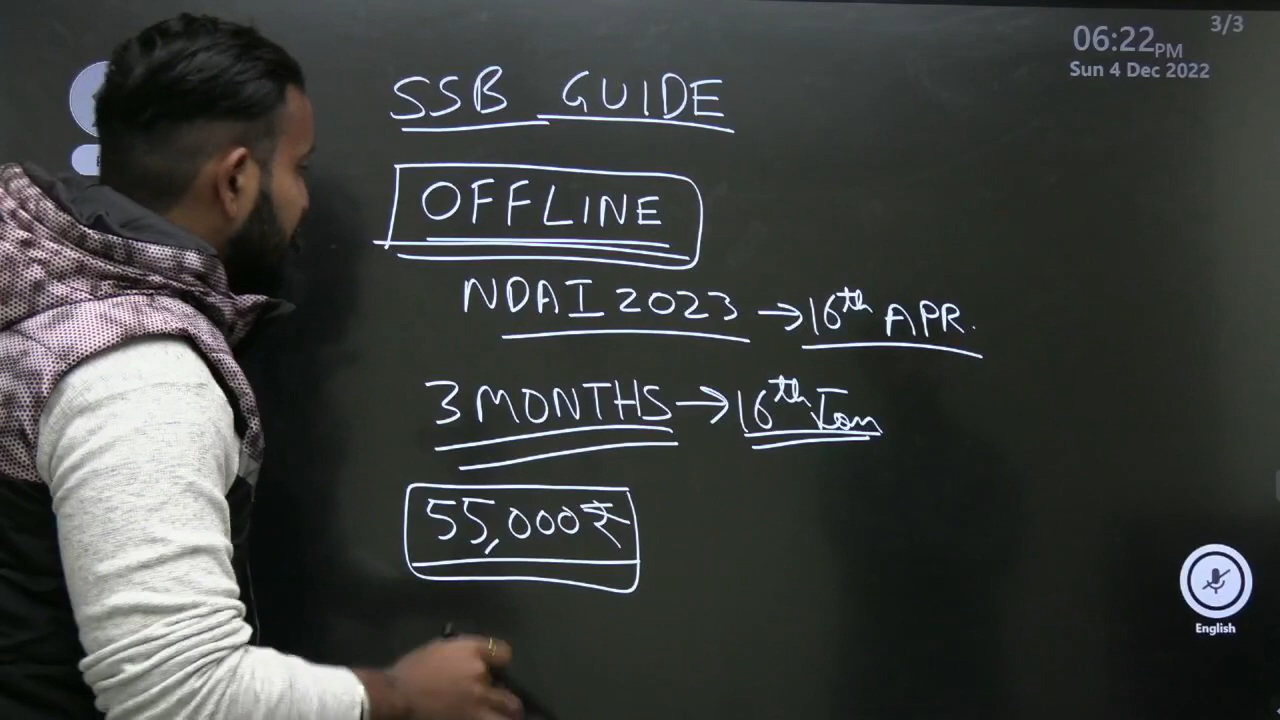 3/3
06:22PM
Sun 4 Dec 2022
SSB GUIDE
OFFLINE
NDA I 2023 → 16th APR.
3 MONTHS → 16th Jan
55,000₹
English